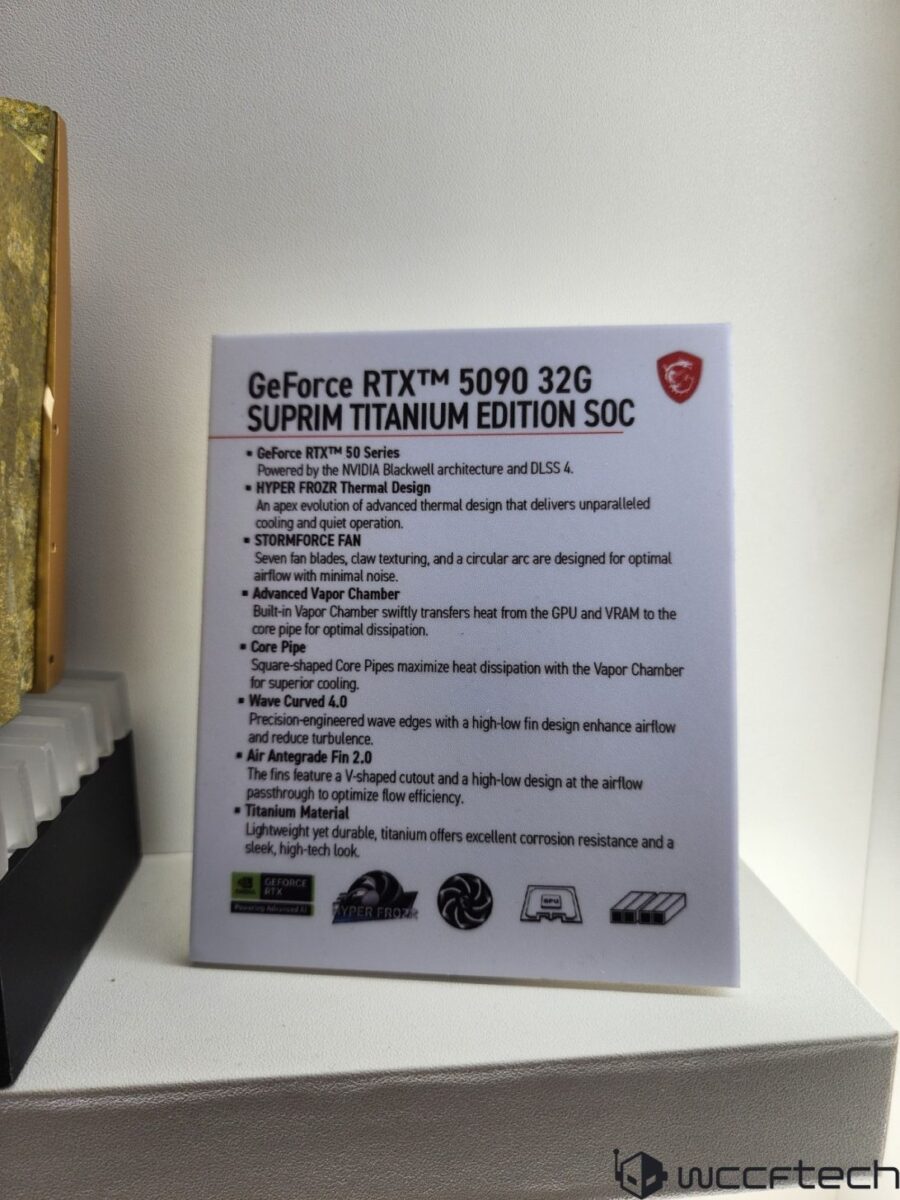 GeForce RTX™ 5090 32G
SUPRIM TITANIUM EDITION SOC
▪ GeForce RTX™ 50 Series
Powered by the NVIDIA Blackwell architecture and DLSS 4.
▪ HYPER FROZR Thermal Design
An apex evolution of advanced thermal design that delivers unparalleled
cooling and quiet operation.
▪ STORMFORCE FAN
Seven fan blades, claw texturing, and a circular arc are designed for optimal
airflow with minimal noise.
▪ Advanced Vapor Chamber
Built-in Vapor Chamber swiftly transfers heat from the GPU and VRAM to the
core pipe for optimal dissipation.
▪ Core Pipe
Square-shaped Core Pipes maximize heat dissipation with the Vapor Chamber
for superior cooling.
▪ Wave Curved 4.0
Precision-engineered wave edges with a high-low fin design enhance airflow
and reduce turbulence.
▪ Air Antegrade Fin 2.0
The fins feature a V-shaped cutout and a high-low design at the airflow
passthrough to optimize flow efficiency.
▪ Titanium Material
Lightweight yet durable, titanium offers excellent corrosion resistance and a
sleek, high-tech look.
NVIDIA
GEFORCE
RTX
Powering Advanced AI
HYPER FROZR
GPU
wccftech